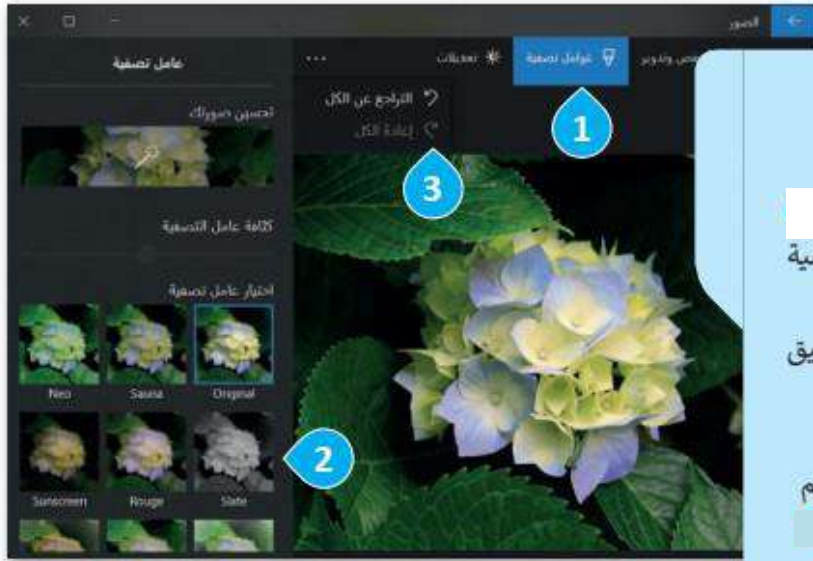 الصور
قص وتدوير
عوامل تصفية
تعديلات
...
1
التراجع عن الكل
إعادة الكل
3
عامل تصفية
تحسين صورتك
كثافة عامل التصفية
اختيار عامل تصفية
Original
Sauna
Neo
2
Slate
Rouge
Sunscreen